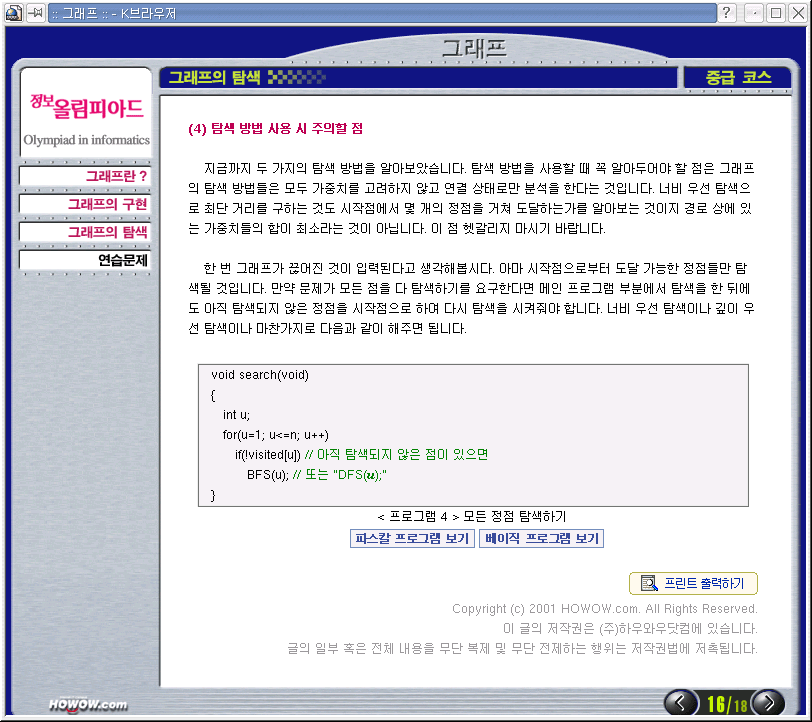 :: 그래프 :: - K브라우저
그래프
그래프의 탐색
중급 코스
정보올림피아드
Olympiad in informatics
그래프란 ?
그래프의 구현
그래프의 탐색
연습문제
(4) 탐색 방법 사용 시 주의할 점
지금까지 두 가지의 탐색 방법을 알아보았습니다. 탐색 방법을 사용할 때 꼭 알아두어야 할 점은 그래프
의 탐색 방법들은 모두 가중치를 고려하지 않고 연결 상태로만 분석을 한다는 것입니다. 너비 우선 탐색으
로 최단 거리를 구하는 것도 시작점에서 몇 개의 정점을 거쳐 도달하는가를 알아보는 것이지 경로 상에 있
는 가중치들의 합이 최소라는 것이 아닙니다. 이 점 헷갈리지 마시기 바랍니다.
한 번 그래프가 끊어진 것이 입력된다고 생각해봅시다. 아마 시작점으로부터 도달 가능한 정점들만 탐
색될 것입니다. 만약 문제가 모든 점을 다 탐색하기를 요구한다면 메인 프로그램 부분에서 탐색을 한 뒤에
도 아직 탐색되지 않은 정점을 시작점으로 하여 다시 탐색을 시켜줘야 합니다. 너비 우선 탐색이나 깊이 우
선 탐색이나 마찬가지로 다음과 같이 해주면 됩니다.
void search(void)
{
int u;
for(u=1; u<=n; u++)
if(!visited[u]) // 아직 탐색되지 않은 점이 있으면
BFS(u); // 또는 "DFS(u);"
}
< 프로그램 4 > 모든 정점 탐색하기
파스칼 프로그램 보기 베이직 프로그램 보기
프린트 출력하기
Copyright (c) 2001 HOWOW.com. All Rights Reserved.
이 글의 저작권은 (주)하우와우닷컴에 있습니다.
글의 일부 혹은 전체 내용을 무단 복제 및 무단 전제하는 행위는 저작권법에 저촉됩니다.
HOWOW.com
16/18